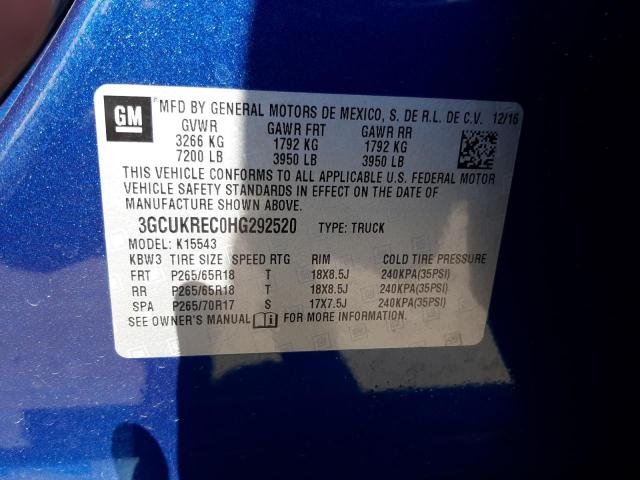 GM MFD BY GENERAL MOTORS DE MEXICO, S. DE R.L. DE C.V. 12/16
GVWR GAWR FRT GAWR RR
3266 KG 1792 KG 1792 KG
7200 LB 3950 LB 3950 LB
THIS VEHICLE CONFORMS TO ALL APPLICABLE U.S. FEDERAL MOTOR
VEHICLE SAFETY STANDARDS IN EFFECT ON THE DATE OF
MANUFACTURE SHOWN ABOVE.
3GCUKREC0HG292520 TYPE: TRUCK
MODEL: K15543
KBW3 TIRE SIZE SPEED RTG RIM COLD TIRE PRESSURE
FRT P265/65R18 T 18X8.5J 240KPA(35PSI)
RR P265/65R18 T 18X8.5J 240KPA(35PSI)
SPA P265/70R17 S 17X7.5J 240KPA(35PSI)
SEE OWNER'S MANUAL FOR MORE INFORMATION.